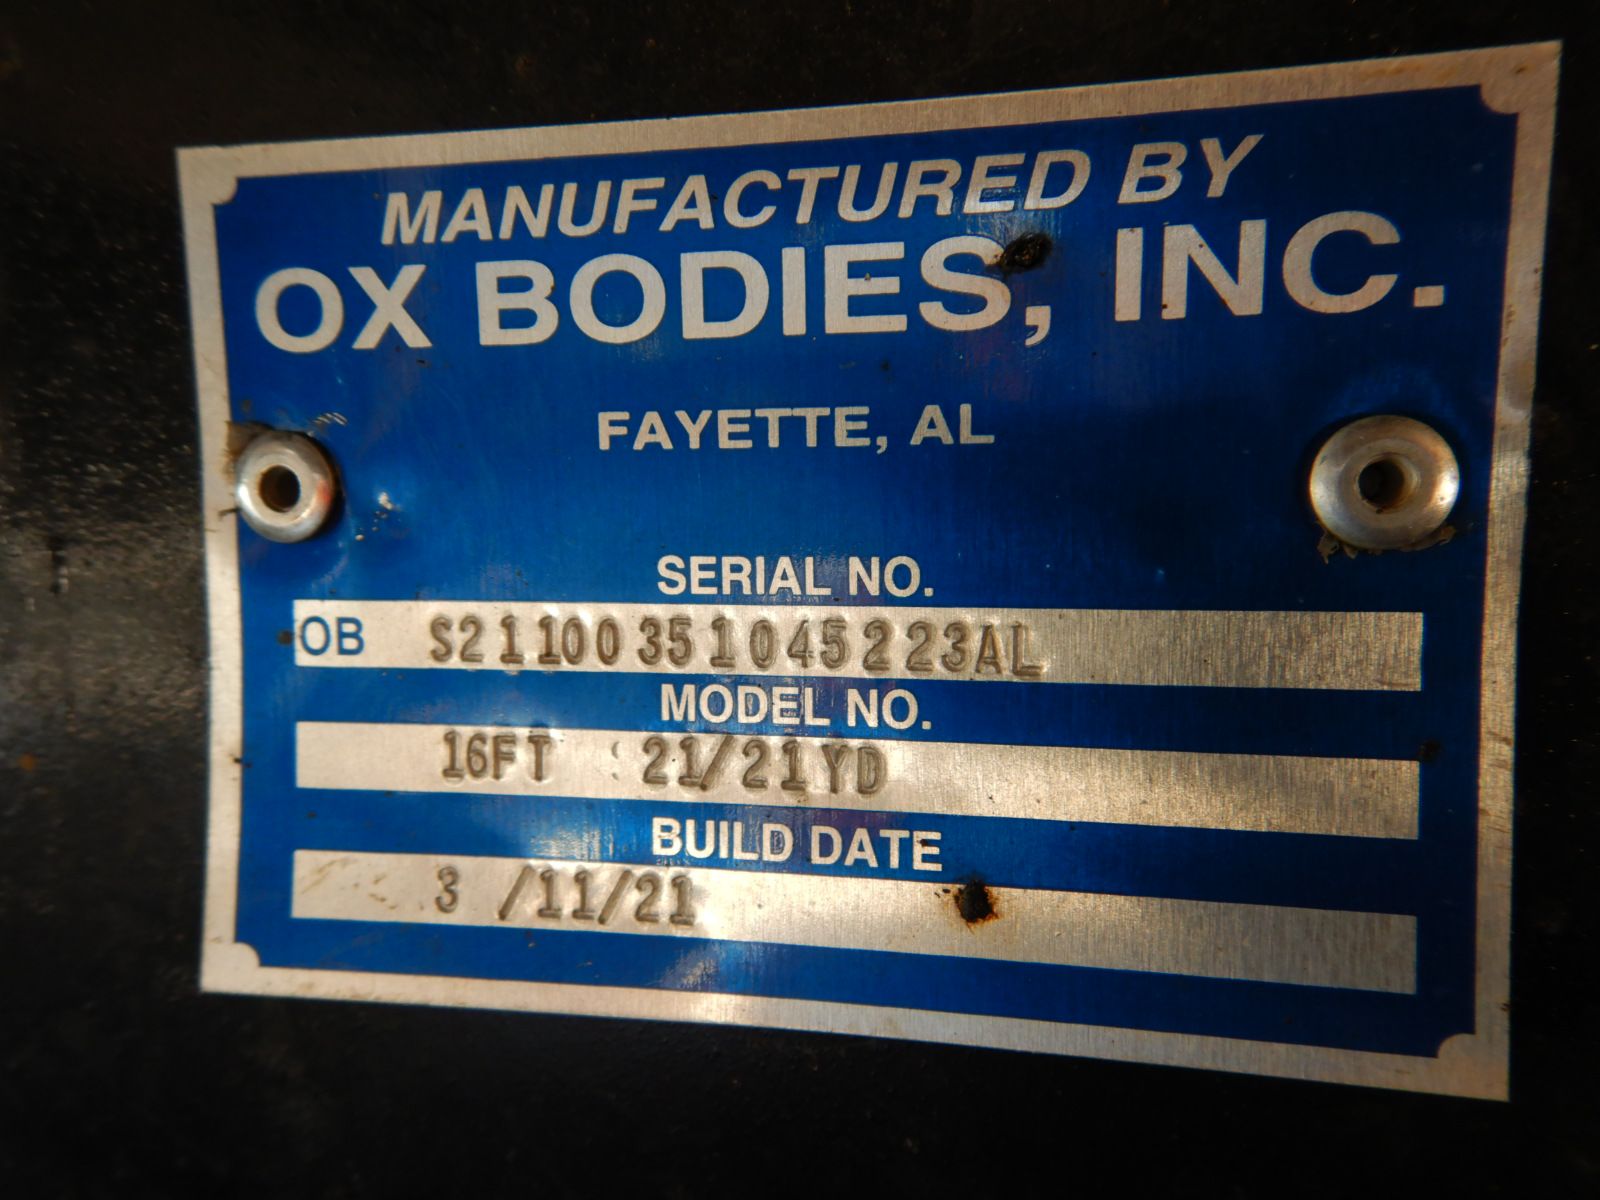 MANUFACTURED BY
OX BODIES, INC.
FAYETTE, AL
SERIAL NO.
OB S21100351045223AL
MODEL NO.
16FT 21/21YD
BUILD DATE
3 /11/21